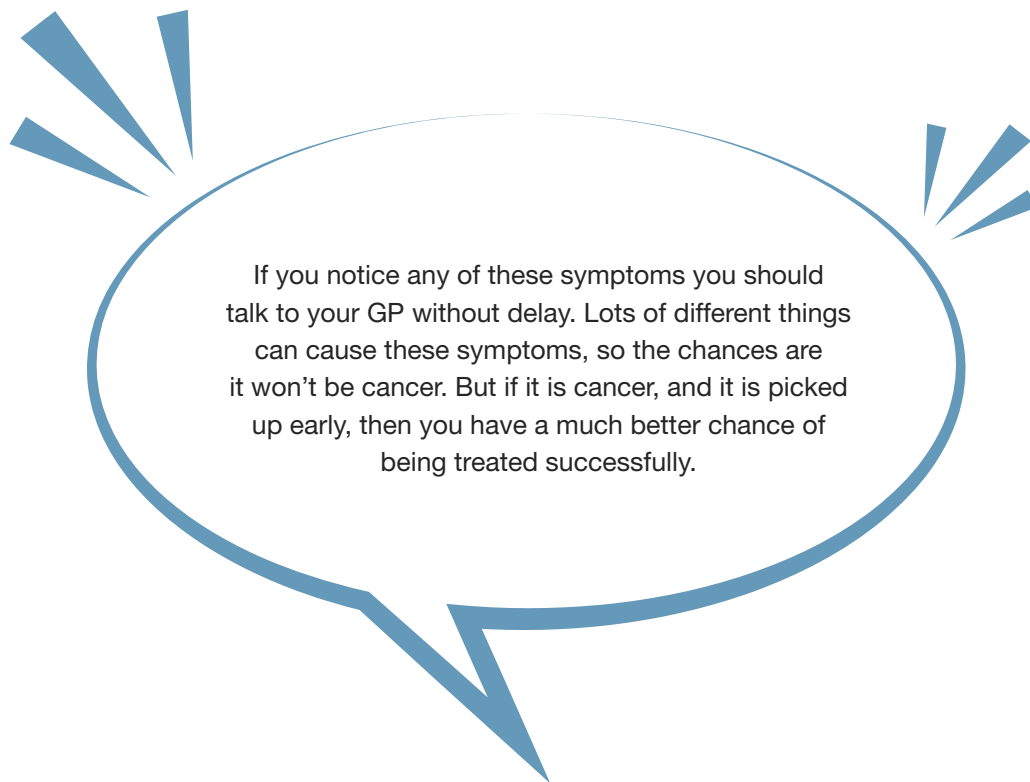 If you notice any of these symptoms you should
talk to your GP without delay. Lots of different things
can cause these symptoms, so the chances are
it won’t be cancer. But if it is cancer, and it is picked
up early, then you have a much better chance of
being treated successfully.